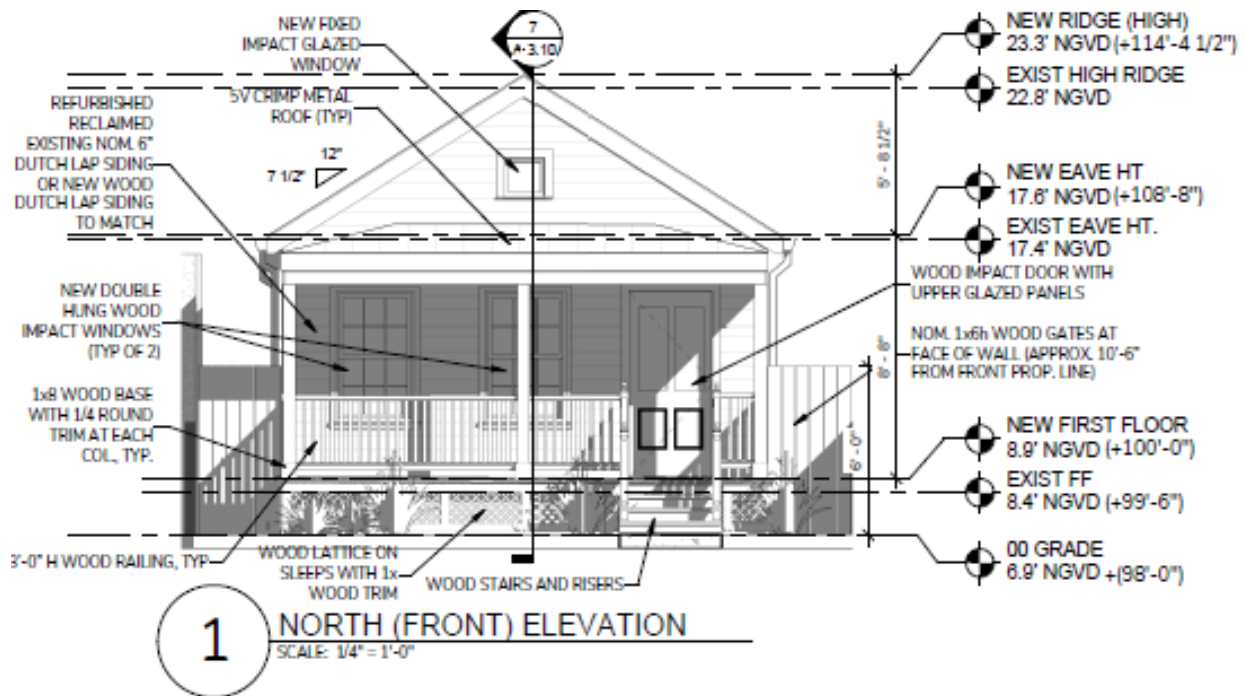 NEW FIXED
IMPACT GLAZED
WINDOW
7
A-3.10
5V CRIMP METAL
ROOF (TYP)
REFURBISHED
RECLAIMED
EXISTING NOM. 6"
DUTCH LAP SIDING
OR NEW WOOD
DUTCH LAP SIDING
TO MATCH
12"
7 1/2"
NEW DOUBLE
HUNG WOOD
IMPACT WINDOWS
(TYP OF 2)
1x8 WOOD BASE
WITH 1/4 ROUND
TRIM AT EACH
COL., TYP.
3'-0" H WOOD RAILING, TYP
WOOD LATTICE ON
SLEEPS WITH 1x
WOOD TRIM
WOOD STAIRS AND RISERS
NEW RIDGE (HIGH)
23.3' NGVD (+114'-4 1/2")
EXIST HIGH RIDGE
22.8' NGVD
5' - 8 1/2"
NEW EAVE HT
17.6' NGVD (+108'-8")
EXIST EAVE HT.
17.4' NGVD
WOOD IMPACT DOOR WITH
UPPER GLAZED PANELS
NOM. 1x6h WOOD GATES AT
FACE OF WALL (APPROX. 10'-6"
FROM FRONT PROP. LINE)
8' - 8"
6' - 0"
NEW FIRST FLOOR
8.9' NGVD (+100'-0")
EXIST FF
8.4' NGVD (+99'-6")
00 GRADE
6.9' NGVD +(98'-0")
1
NORTH (FRONT) ELEVATION
SCALE: 1/4" = 1'-0"